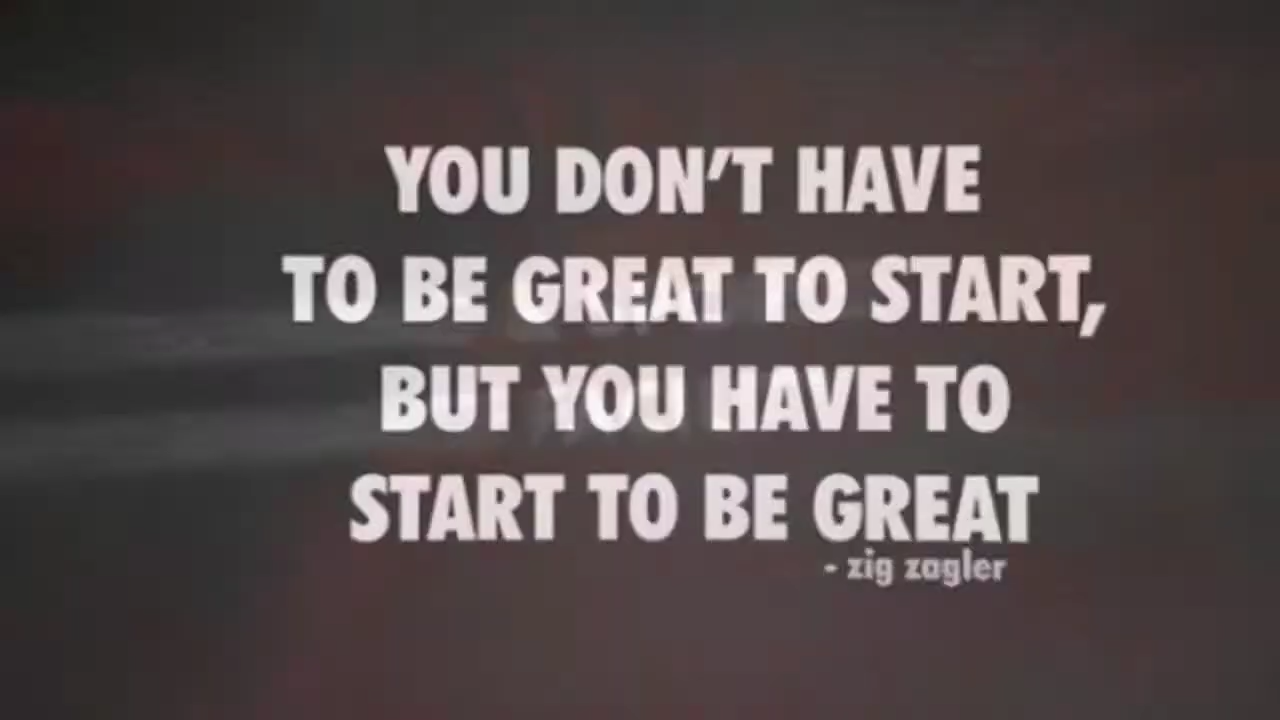 YOU DON'T HAVE
TO BE GREAT TO START,
BUT YOU HAVE TO
START TO BE GREAT
- zig zagler